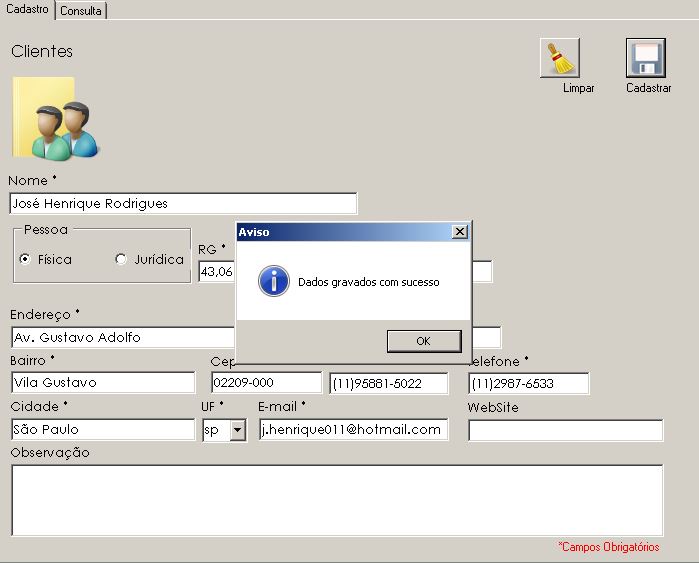 Cadastro Consulta
Clientes
Limpar Cadastrar
Nome *
José Henrique Rodrigues
Pessoa
Física Jurídica
RG *
43,06
Aviso
Dados gravados com sucesso
OK
Endereço *
Av. Gustavo Adolfo
Bairro * Cep elefone *
Vila Gustavo 02209-000 (11)95881-5022 (11)2987-6533
Cidade * UF * E-mail * WebSite
São Paulo sp j.henrique011@hotmail.com
Observação
*Campos Obrigatórios